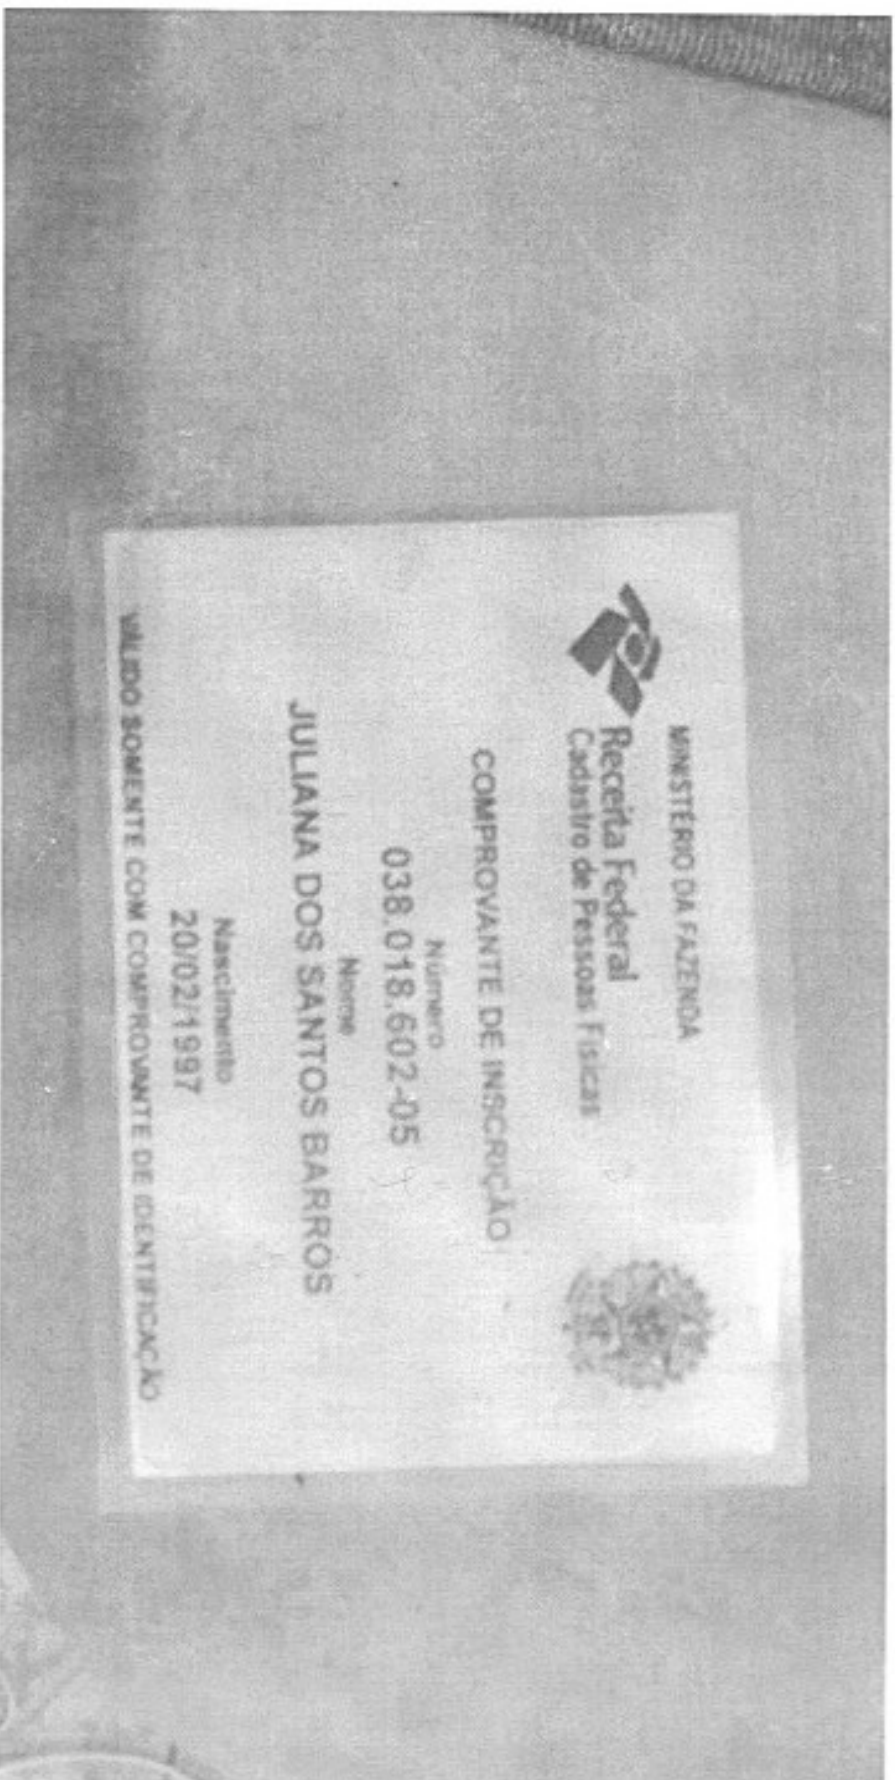 MINISTÉRIO DA FAZENDA
Receita Federal
Cadastro de Pessoas Físicas
COMPROVANTE DE INSCRIÇÃO
Número
038.018.602-05
Nome
JULIANA DOS SANTOS BARROS
Nascimento
20/02/1997
VÁLIDO SOMENTE COM COMPROVANTE DE IDENTIFICAÇÃO